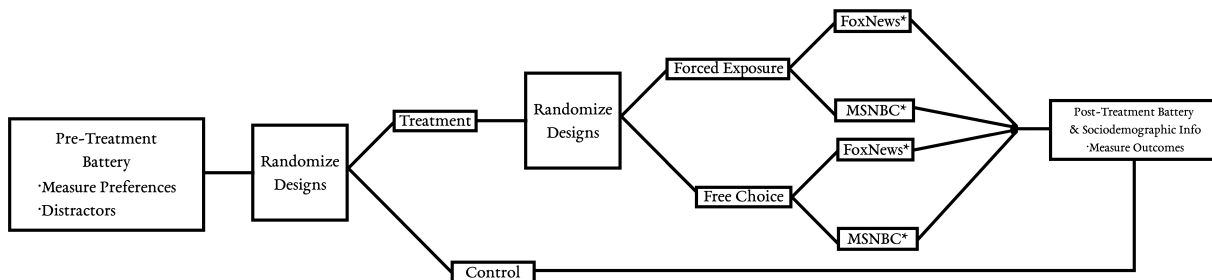 Pre-Treatment
Battery
·Measure Preferences
·Distractors
Randomize
Designs
Treatment
Control
Randomize
Designs
Forced Exposure
Free Choice
FoxNews*
MSNBC*
FoxNews*
MSNBC*
Post-Treatment Battery
& Sociodemographic Info
·Measure Outcomes